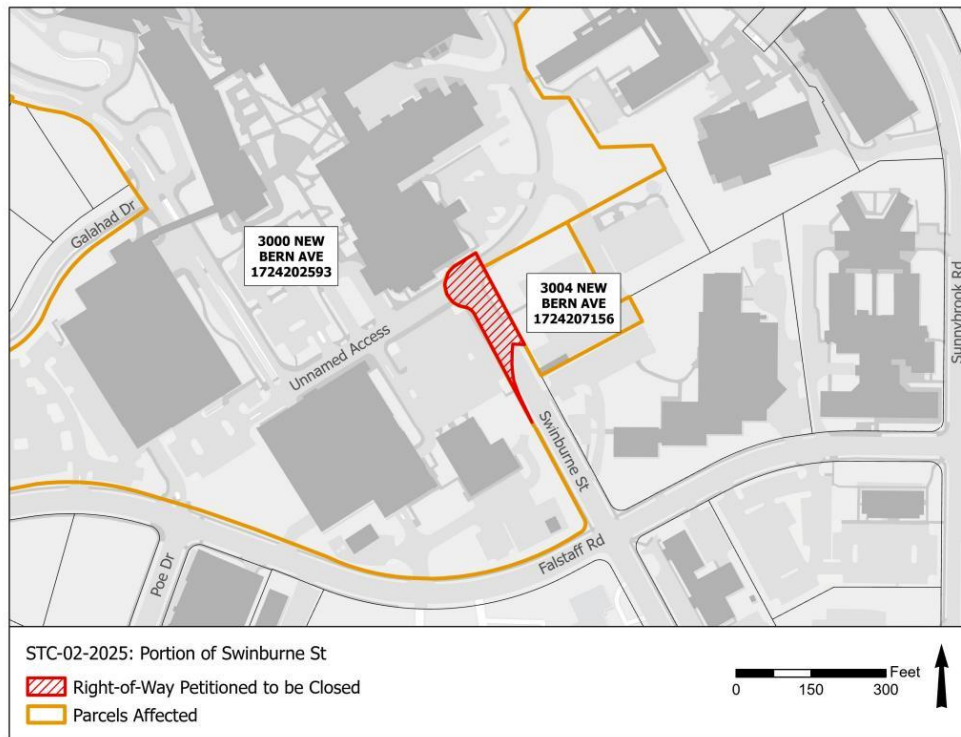 Galahad Dr
3000 NEW
BERN AVE
1724202593
3004 NEW
BERN AVE
1724207156
Unnamed Access
Sunnybrook Rd
Swinburne St
Falstaff Rd
Poe Dr
STC-02-2025: Portion of Swinburne St
Right-of-Way Petitioned to be Closed
Parcels Affected
Feet
0 150 300